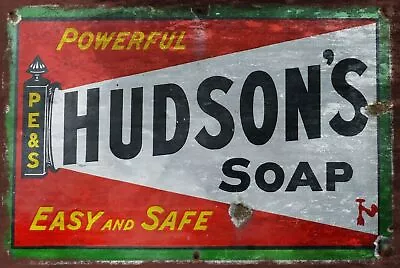 POWERFUL
PE&S
HUDSON'S
SOAP
EASY AND SAFE